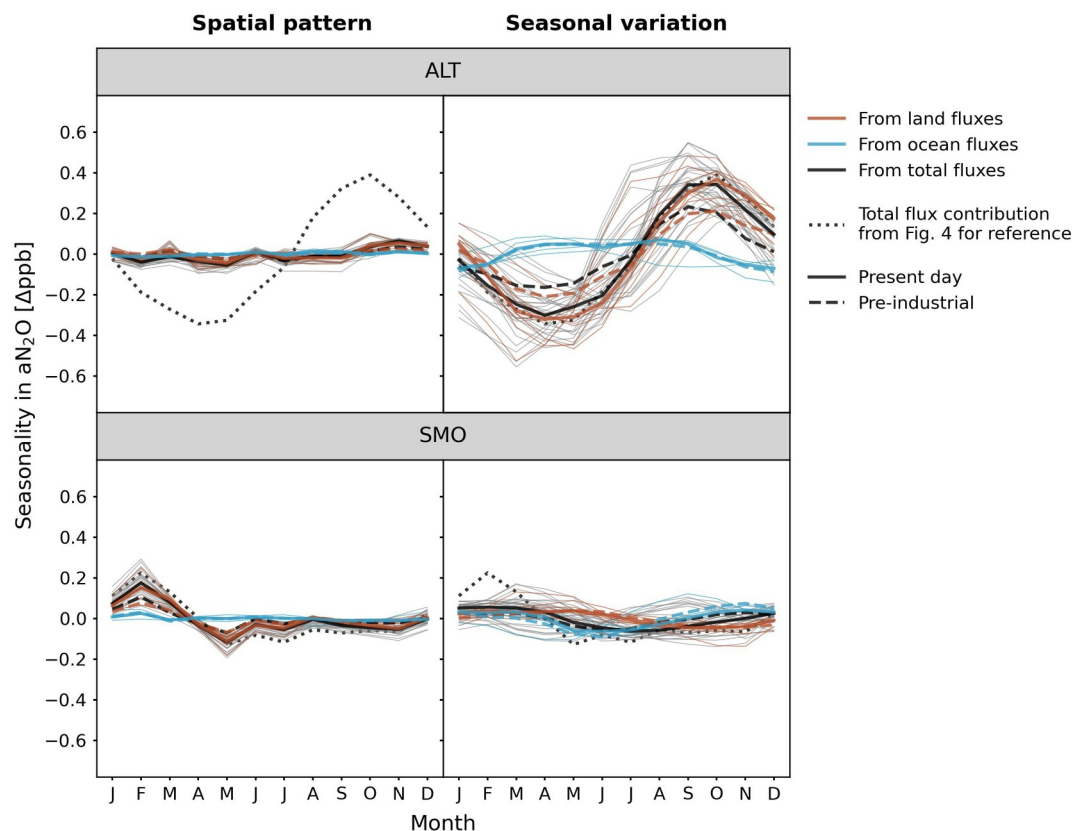 Spatial pattern
Seasonal variation
ALT
0.6
0.4
0.2
0.0
−0.2
−0.4
−0.6
SMO
0.6
0.4
0.2
0.0
−0.2
−0.4
−0.6
Seasonality in aN₂O [Δppb]
J F M A M J J A S O N D
J F M A M J J A S O N D
Month
From land fluxes
From ocean fluxes
From total fluxes
Total flux contribution
from Fig. 4 for reference
Present day
Pre-industrial